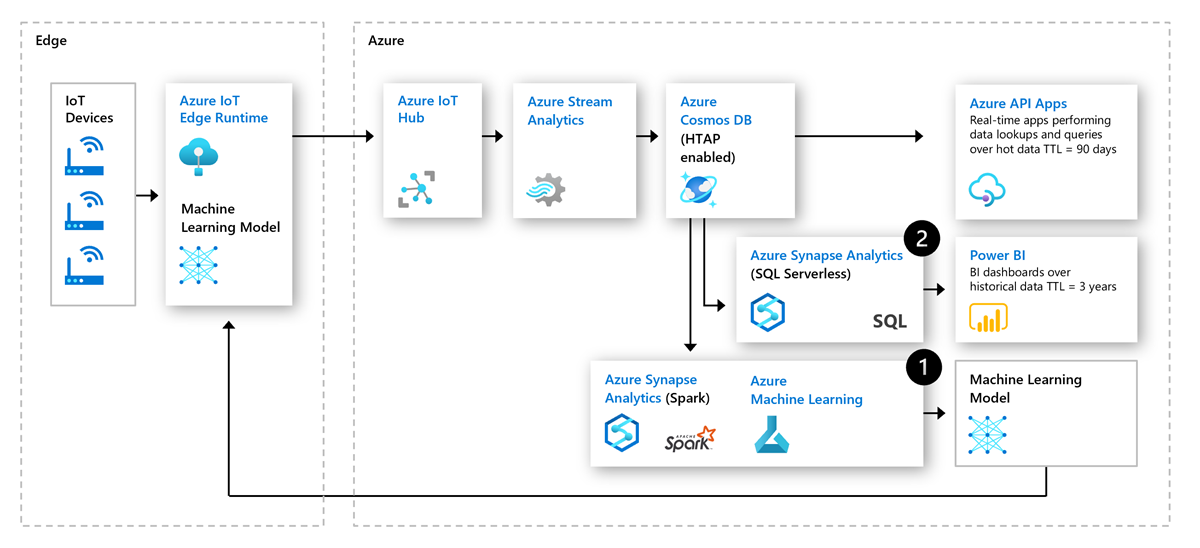 Edge
IoT
Devices
Azure IoT
Edge Runtime
Machine
Learning Model
Azure
Azure IoT
Hub
Azure Stream
Analytics
Azure
Cosmos DB
(HTAP
enabled)
Azure API Apps
Real-time apps performing
data lookups and queries
over hot data TTL = 90 days
2
Azure Synapse Analytics
(SQL Serverless)
SQL
Power BI
BI dashboards over
historical data TTL = 3 years
1
Azure Synapse
Analytics (Spark)
APACHE
Spark
Azure
Machine Learning
Machine Learning
Model